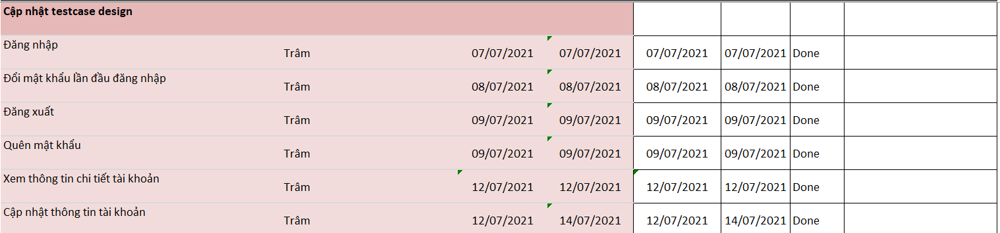 Cập nhật testcase design
Đăng nhập Trâm 07/07/2021 07/07/2021 07/07/2021 07/07/2021 Done
Đổi mật khẩu lần đầu đăng nhập Trâm 08/07/2021 08/07/2021 08/07/2021 08/07/2021 Done
Đăng xuất Trâm 09/07/2021 09/07/2021 09/07/2021 09/07/2021 Done
Quên mật khẩu Trâm 09/07/2021 09/07/2021 09/07/2021 09/07/2021 Done
Xem thông tin chi tiết tài khoản Trâm 12/07/2021 12/07/2021 12/07/2021 12/07/2021 Done
Cập nhật thông tin tài khoản Trâm 12/07/2021 14/07/2021 12/07/2021 14/07/2021 Done